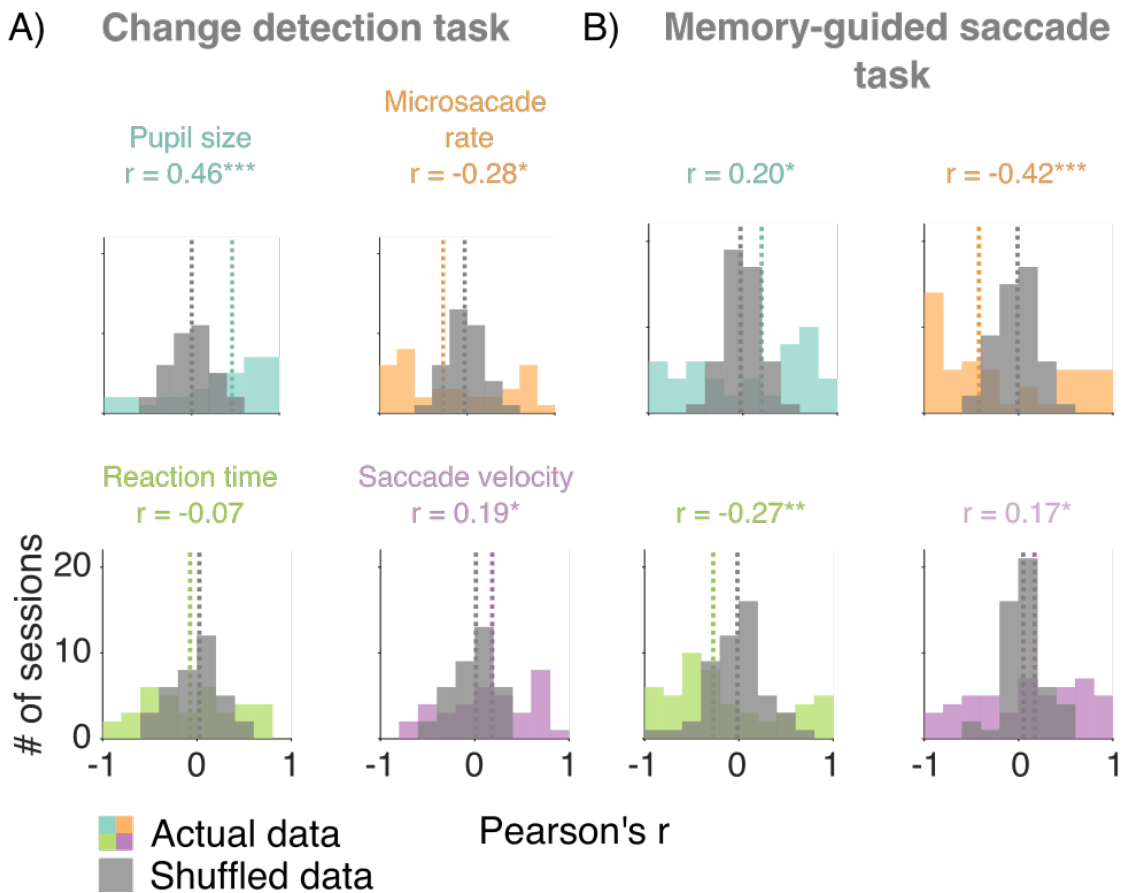 A) Change detection task
B) Memory-guided saccade
task
Microsacade
rate
Pupil size
r = 0.46***
r = -0.28*
r = 0.20*
r = -0.42***
Reaction time
Saccade velocity
r = -0.07
r = 0.19*
r = -0.27**
r = 0.17*
# of sessions
20
10
0
-1 0 1
-1 0 1
-1 0 1
-1 0 1
Pearson's r
Actual data
Shuffled data